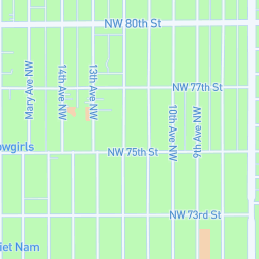 NW 80th St
NW 77th St
Mary Ave NW
14th Ave NW
13th Ave NW
10th Ave NW
9th Ave NW
owgirls
NW 75th St
NW 73rd St
iet Nam